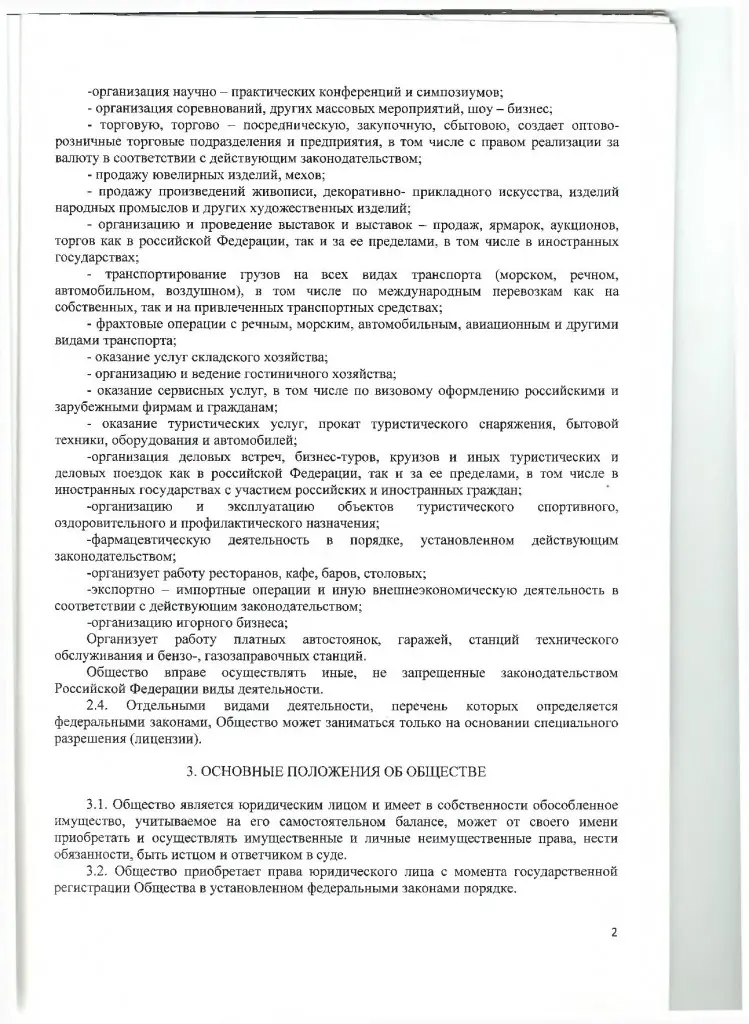 -организация научно – практических конференций и симпозиумов;
- организация соревнований, других массовых мероприятий, шоу – бизнес;
- торговую, торгово – посредническую, закупочную, сбытовою, создает оптово-
розничные торговые подразделения и предприятия, в том числе с правом реализации за
валюту в соответствии с действующим законодательством;
- продажу ювелирных изделий, мехов;
- продажу произведений живописи, декоративно- прикладного искусства, изделий
народных промыслов и других художественных изделий;
- организацию и проведение выставок и выставок – продаж, ярмарок, аукционов,
торгов как в российской Федерации, так и за ее пределами, в том числе в иностранных
государствах;
- транспортирование грузов на всех видах транспорта (морском, речном,
автомобильном, воздушном), в том числе по международным перевозкам как на
собственных, так и на привлеченных транспортных средствах;
- фрахтовые операции с речным, морским, автомобильным, авиационным и другими
видами транспорта;
- оказание услуг складского хозяйства;
- организацию и ведение гостиничного хозяйства;
- оказание сервисных услуг, в том числе по визовому оформлению российскими и
зарубежными фирмам и гражданам;
- оказание туристических услуг, прокат туристического снаряжения, бытовой
техники, оборудования и автомобилей;
-организация деловых встреч, бизнес-туров, круизов и иных туристических и
деловых поездок как в российской Федерации, так и за ее пределами, в том числе в
иностранных государствах с участием российских и иностранных граждан;
-организацию и эксплуатацию объектов туристического спортивного,
оздоровительного и профилактического назначения;
-фармацевтическую деятельность в порядке, установленном действующим
законодательством;
-организует работу ресторанов, кафе, баров, столовых;
-экспортно – импортные операции и иную внешнеэкономическую деятельность в
соответствии с действующим законодательством;
-организацию игорного бизнеса;
Организует работу платных автостоянок, гаражей, станций технического
обслуживания и бензо-, газозаправочных станций.
Общество вправе осуществлять иные, не запрещенные законодательством
Российской Федерации виды деятельности.
2.4. Отдельными видами деятельности, перечень которых определяется
федеральными законами, Общество может заниматься только на основании специального
разрешения (лицензии).
3. ОСНОВНЫЕ ПОЛОЖЕНИЯ ОБ ОБЩЕСТВЕ
3.1. Общество является юридическим лицом и имеет в собственности обособленное
имущество, учитываемое на его самостоятельном балансе, может от своего имени
приобретать и осуществлять имущественные и личные неимущественные права, нести
обязанности, быть истцом и ответчиком в суде.
3.2. Общество приобретает права юридического лица с момента государственной
регистрации Общества в установленном федеральными законами порядке.
2